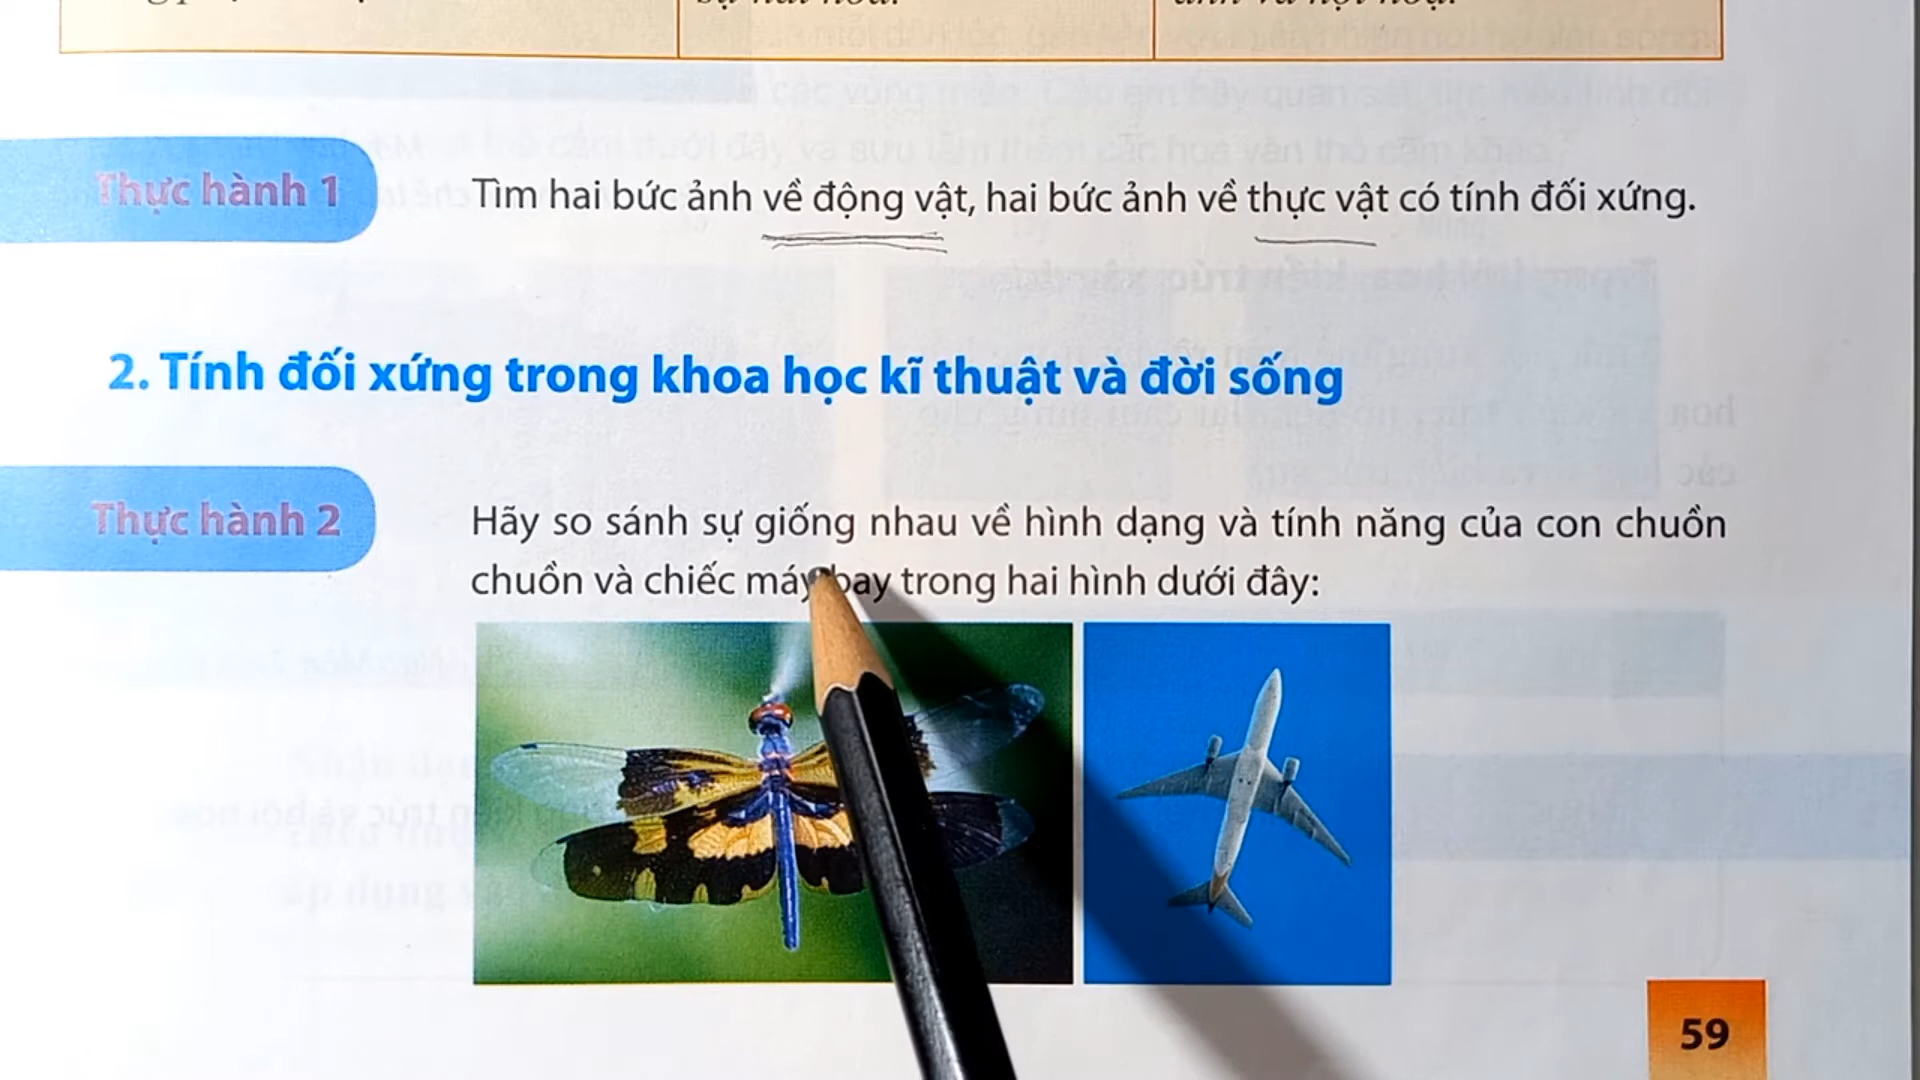 Thực hành 1
Tìm hai bức ảnh về động vật, hai bức ảnh về thực vật có tính đối xứng.
2. Tính đối xứng trong khoa học kĩ thuật và đời sống
Thực hành 2
Hãy so sánh sự giống nhau về hình dạng và tính năng của con chuồn
chuồn và chiếc máy bay trong hai hình dưới đây:
59